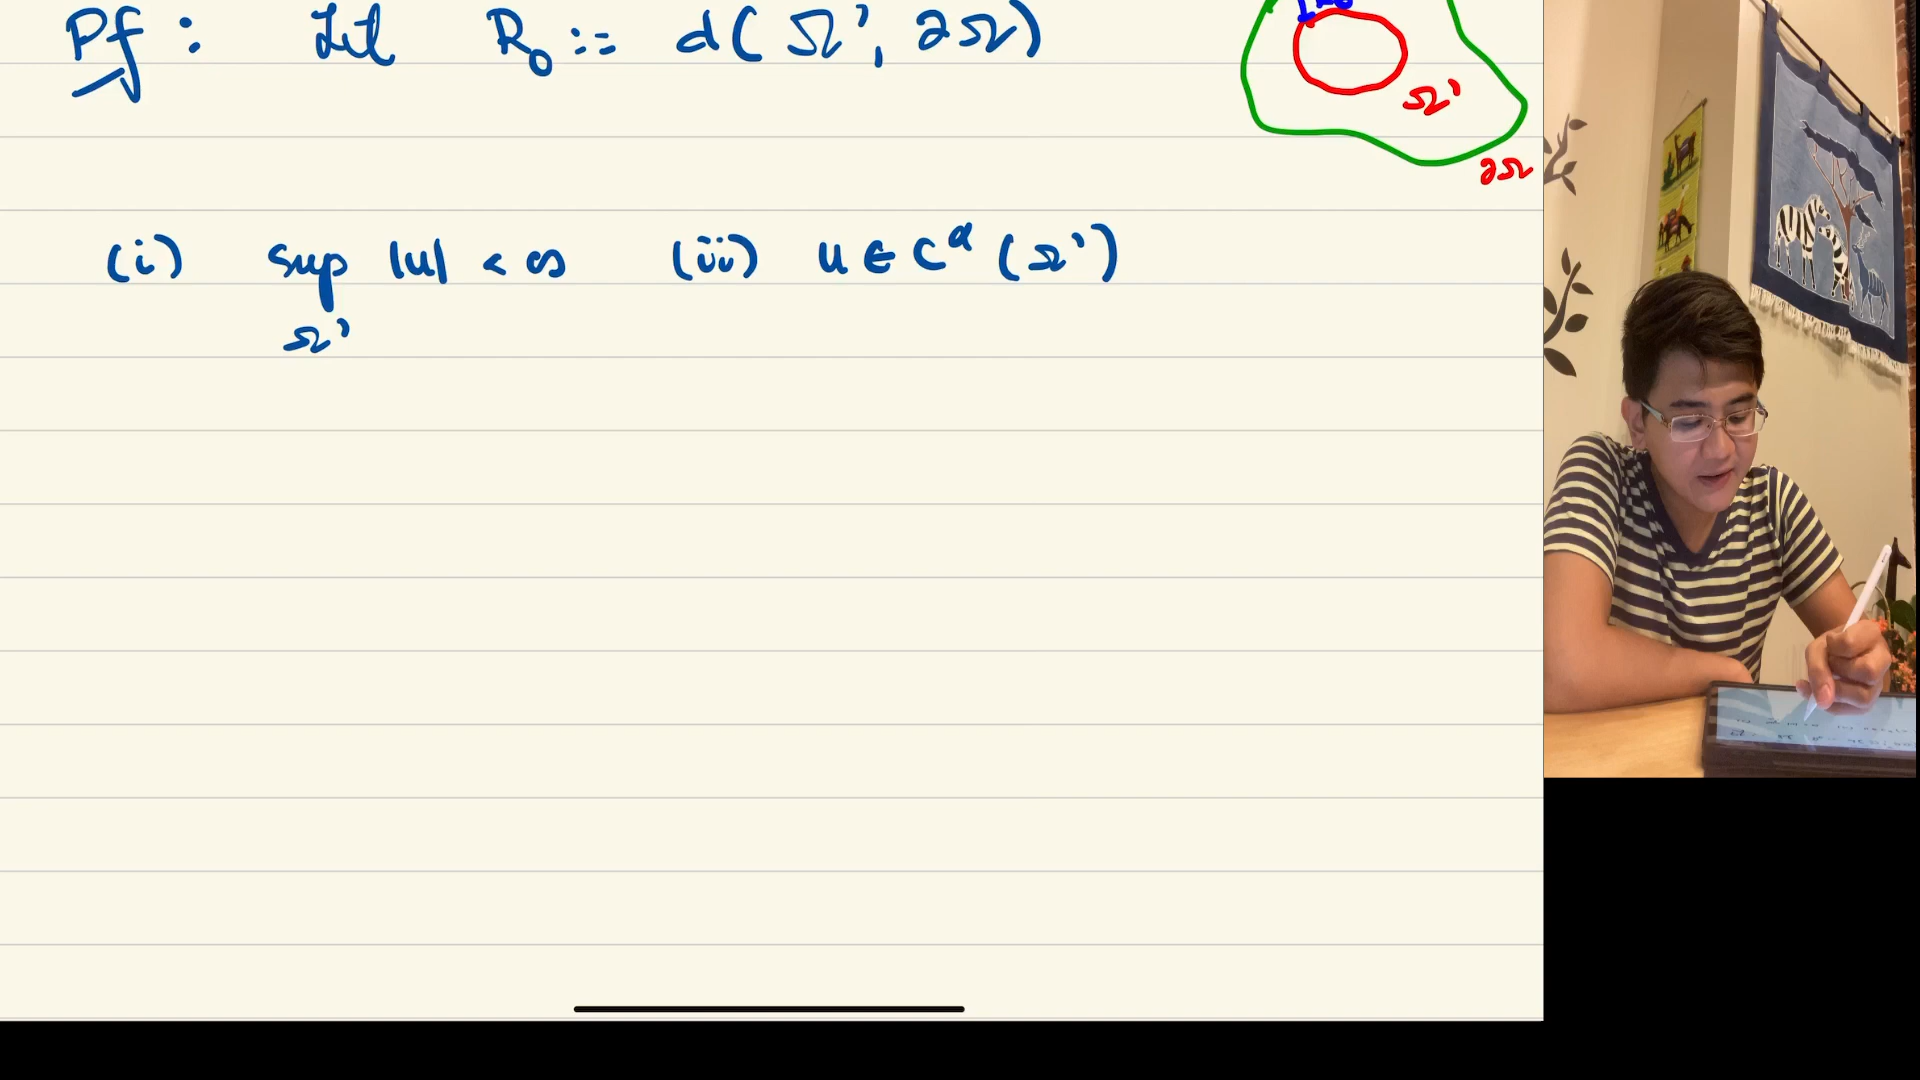 Pf : Let R₀ := d(Ω', ∂Ω)
Ω'
∂Ω
(i) sup |u| < ∞ (ii) u ∈ C^α (Ω')
Ω'